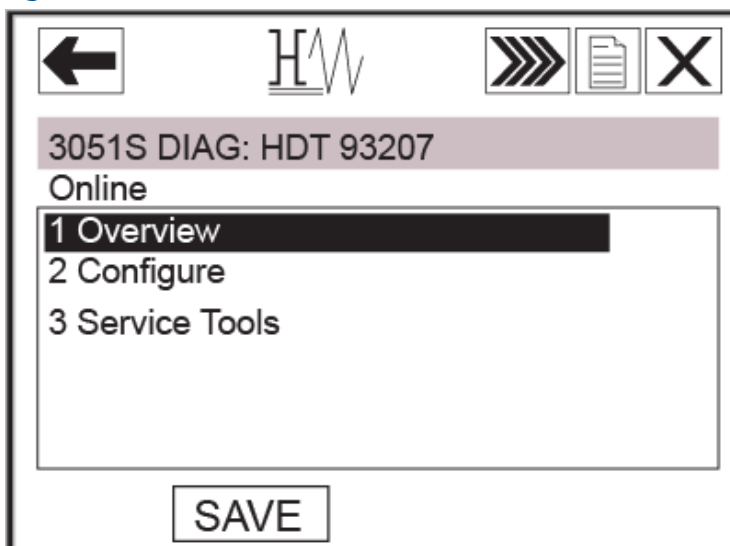 3051S DIAG: HDT 93207
Online
1 Overview
2 Configure
3 Service Tools
SAVE